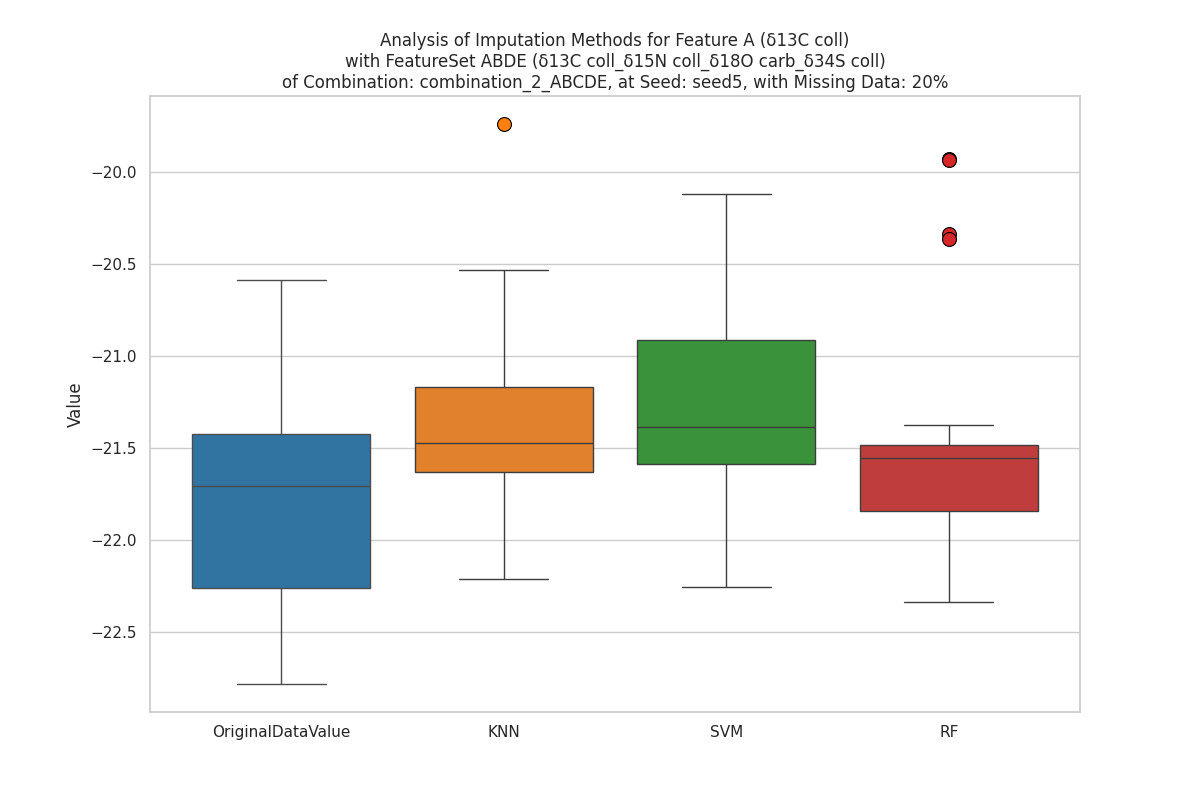 Analysis of Imputation Methods for Feature A (δ13C coll)
with FeatureSet ABDE (δ13C coll_δ15N coll_δ18O carb_δ34S coll)
of Combination: combination_2_ABCDE, at Seed: seed5, with Missing Data: 20%
Value
−20.0
−20.5
−21.0
−21.5
−22.0
−22.5
OriginalDataValue
KNN
SVM
RF